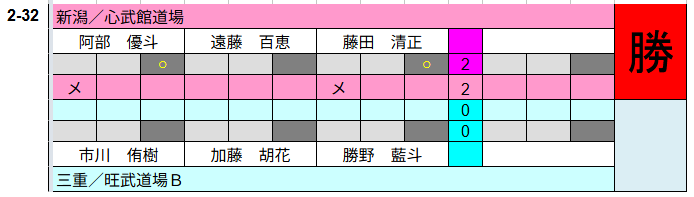 2-32 新潟／心武館道場
阿部 優斗 遠藤 百恵 藤田 清正
○ ○ 2
メ メ 2
0
0
市川 侑樹 加藤 胡花 勝野 藍斗
三重／旺武道場Ｂ
勝